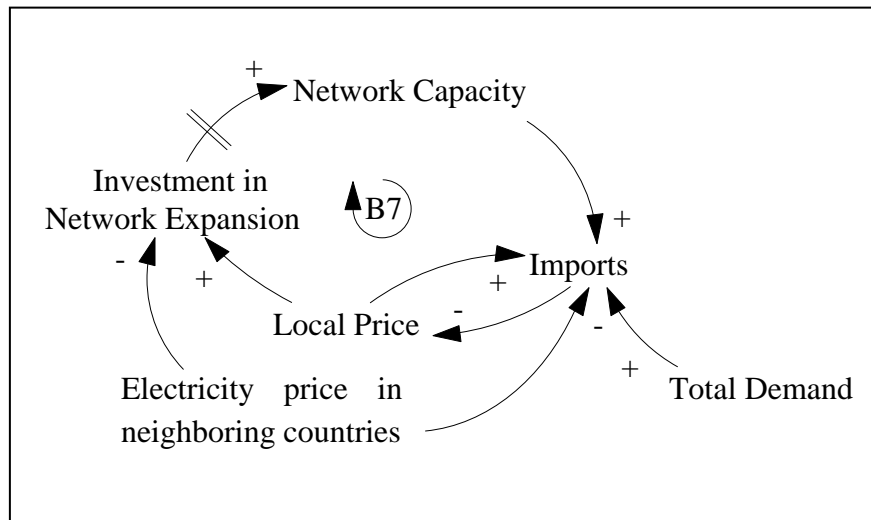 +
Network Capacity
Investment in
Network Expansion
B7
-
+
+
Imports
+
-
Local Price
-
+
Electricity price in
neighboring countries
Total Demand